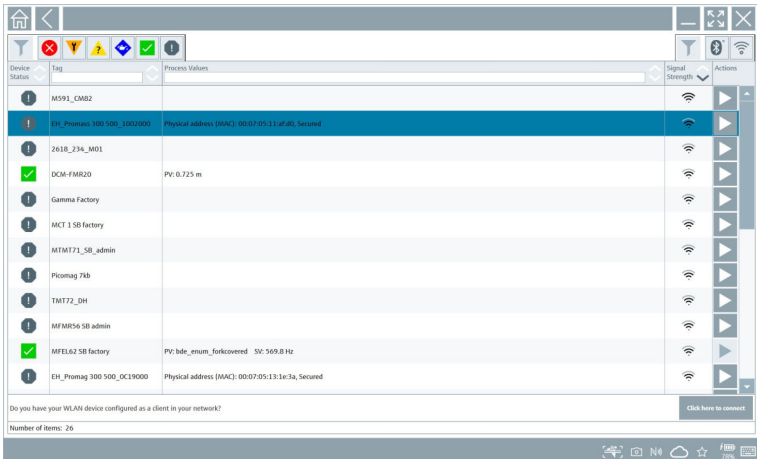 Device Status
Tag
Process Values
Signal Strength
Actions
M591_CM82
EH_Promass 300 500_1002000 Physical address (MAC): 00:07:05:11:af:d0, Secured
2618_234_M01
DCM-FMR20 PV: 0.725 m
Gamma Factory
MCT 1 SB factory
MTMT71_SB_admin
Picomag 7kb
TMT72_DH
MFMR56 SB admin
MFEL62 SB factory PV: bde_enum_forkcovered SV: 569.8 Hz
EH_Promag 300 500_0C19000 Physical address (MAC): 00:07:05:13:1e:3a, Secured
Do you have your WLAN device configured as a client in your network? Click here to connect
Number of items: 26
78%